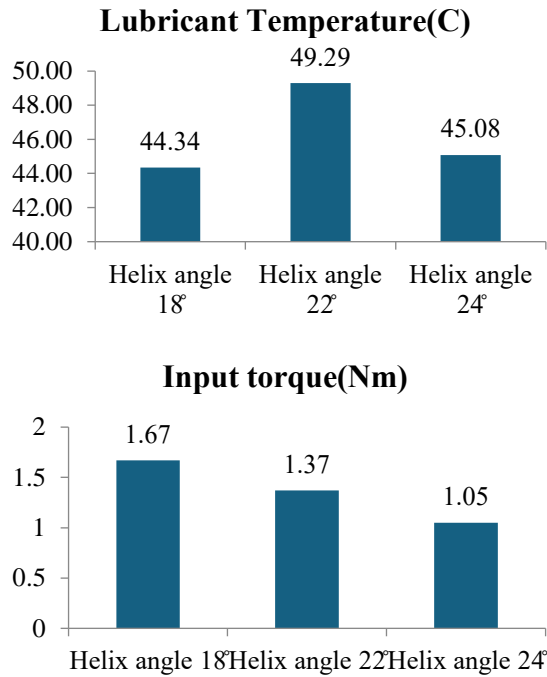 Lubricant Temperature(C)
50.00
48.00
46.00
44.00
42.00
40.00
44.34
49.29
45.08
Helix angle
18°
Helix angle
22°
Helix angle
24°
Input torque(Nm)
2
1.5
1
0.5
0
1.67
1.37
1.05
Helix angle 18°
Helix angle 22°
Helix angle 24°